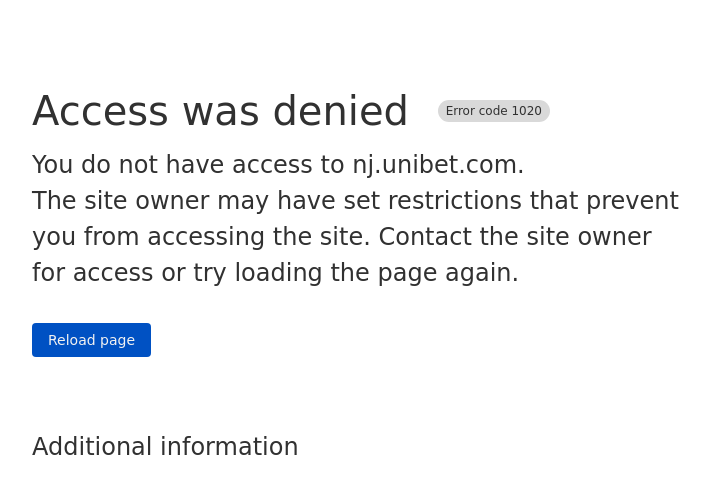 Access was denied Error code 1020
You do not have access to nj.unibet.com.
The site owner may have set restrictions that prevent
you from accessing the site. Contact the site owner
for access or try loading the page again.
Reload page
Additional information